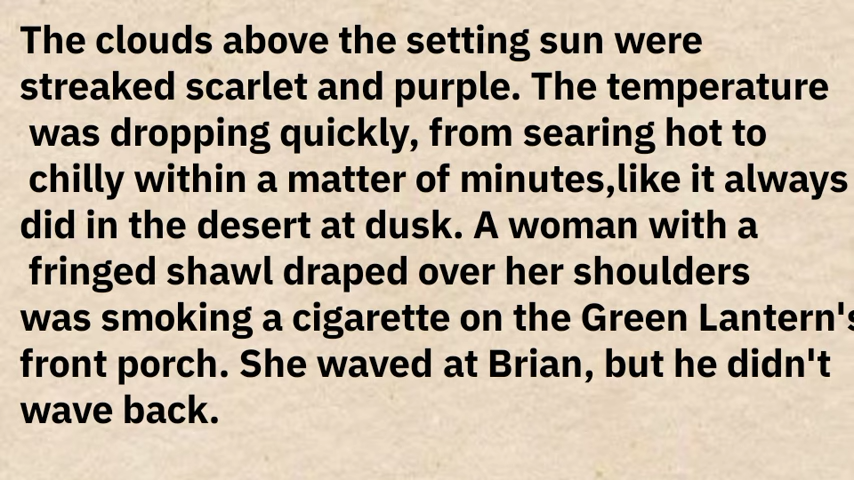 The clouds above the setting sun were
streaked scarlet and purple. The temperature
was dropping quickly, from searing hot to
chilly within a matter of minutes,like it always
did in the desert at dusk. A woman with a
fringed shawl draped over her shoulders
was smoking a cigarette on the Green Lantern's
front porch. She waved at Brian, but he didn't
wave back.